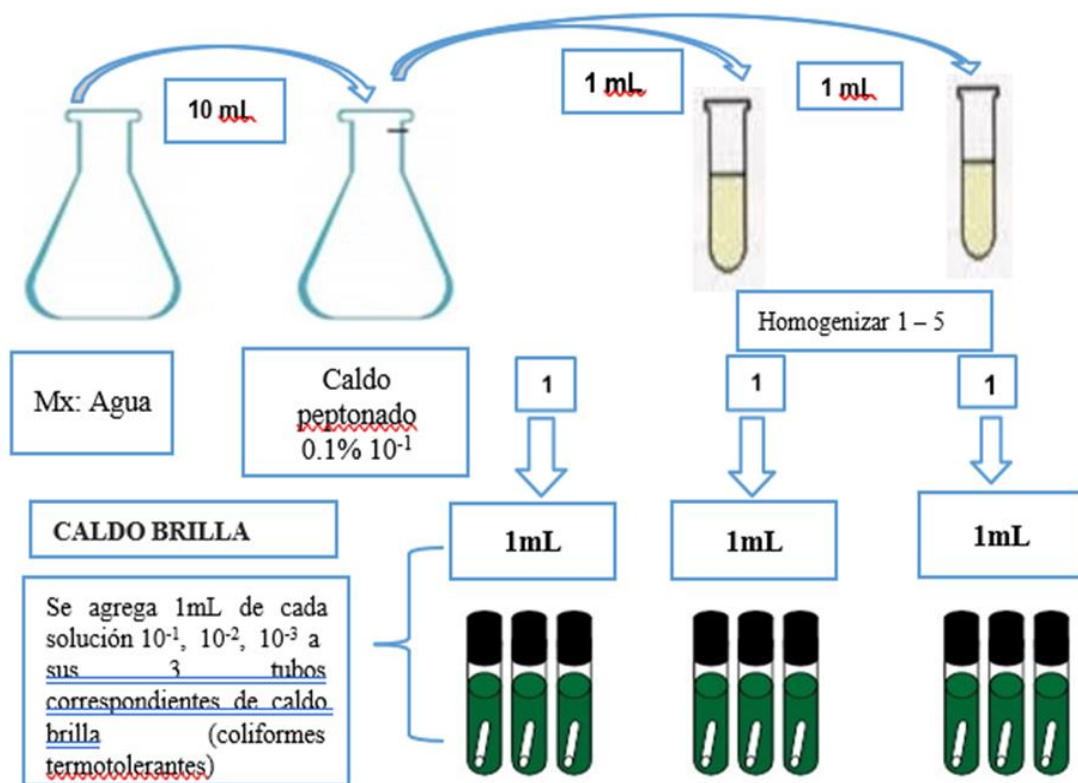 10 mL
1 mL
1 mL
Homogenizar 1 – 5
Mx: Agua
Caldo
peptonado
0.1% 10⁻¹
1
1
1
CALDO BRILLA
1mL
1mL
1mL
Se agrega 1mL de cada
solución 10⁻¹, 10⁻², 10⁻³ a
sus 3 tubos
correspondientes de caldo
brilla (coliformes
termotolerantes)